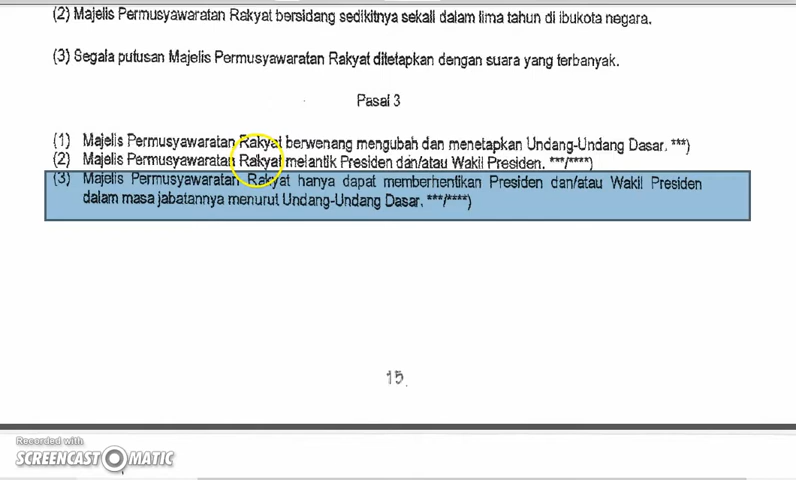 (2) Majelis Permusyawaratan Rakyat bersidang sedikitnya sekali dalam lima tahun di ibukota negara.
(3) Segala putusan Majelis Permusyawaratan Rakyat ditetapkan dengan suara yang terbanyak.
Pasal 3
(1) Majelis Permusyawaratan Rakyat berwenang mengubah dan menetapkan Undang-Undang Dasar. ***)
(2) Majelis Permusyawaratan Rakyat melantik Presiden dan/atau Wakil Presiden. ***/****)
(3) Majelis Permusyawaratan Rakyat hanya dapat memberhentikan Presiden dan/atau Wakil Presiden
dalam masa jabatannya menurut Undang-Undang Dasar. ***/****)
15
Recorded with
SCREENCAST O MATIC